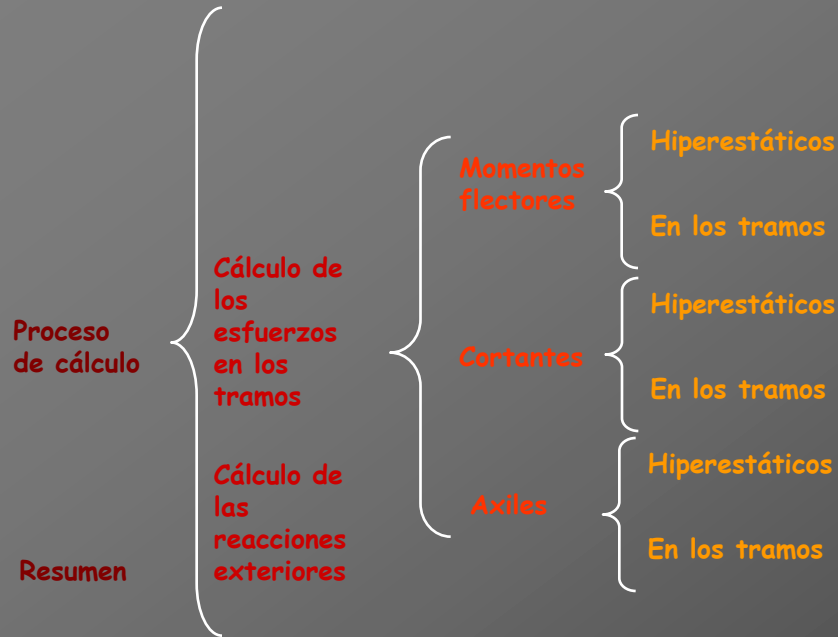 Proceso
de cálculo
Resumen
Cálculo de
los
esfuerzos
en los
tramos
Cálculo de
las
reacciones
exteriores
Momentos
flectores
Hiperestáticos
En los tramos
Cortantes
Hiperestáticos
En los tramos
Axiles
Hiperestáticos
En los tramos